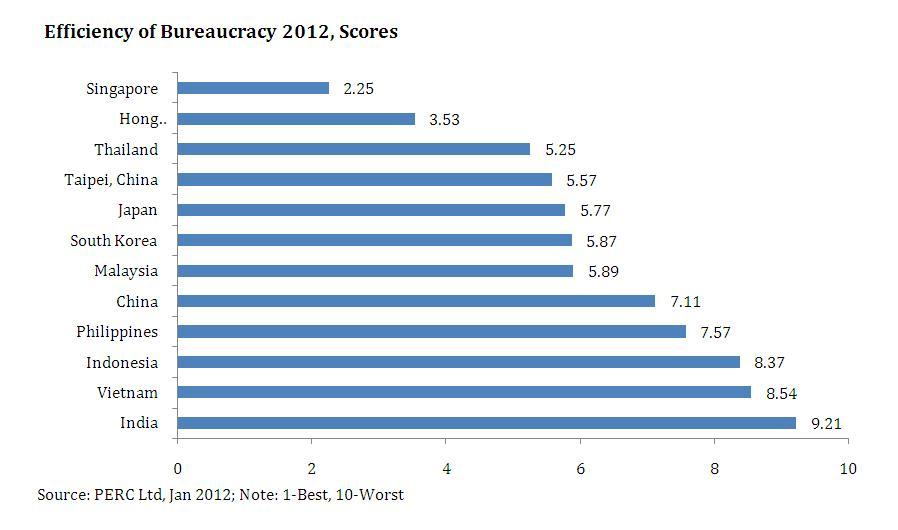 Efficiency of Bureaucracy 2012, Scores
Singapore 2.25
Hong.. 3.53
Thailand 5.25
Taipei, China 5.57
Japan 5.77
South Korea 5.87
Malaysia 5.89
China 7.11
Philippines 7.57
Indonesia 8.37
Vietnam 8.54
India 9.21
0 2 4 6 8 10
Source: PERC Ltd, Jan 2012; Note: 1-Best, 10-Worst